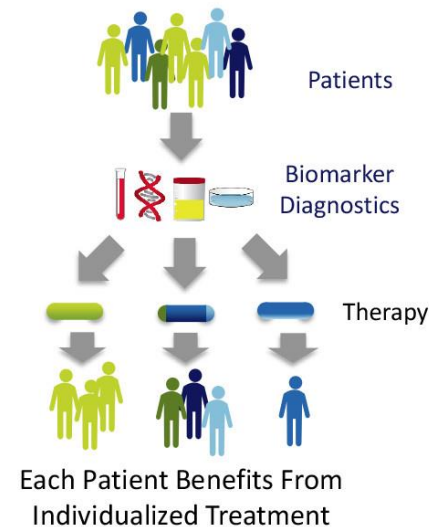 Patients
Biomarker
Diagnostics
Therapy
Each Patient Benefits From
Individualized Treatment